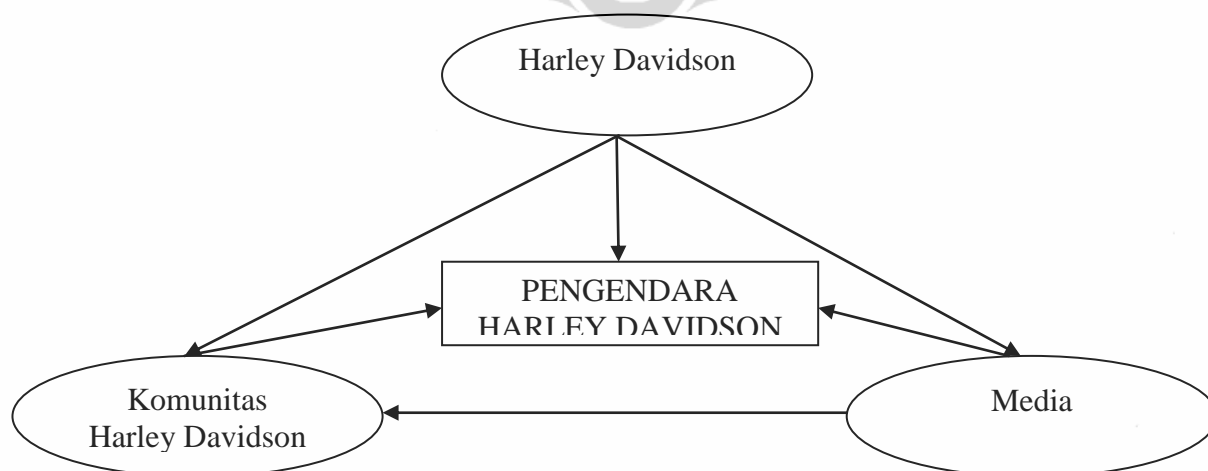 Harley Davidson
PENGENDARA
HARLEY DAVIDSON
Komunitas
Harley Davidson
Media